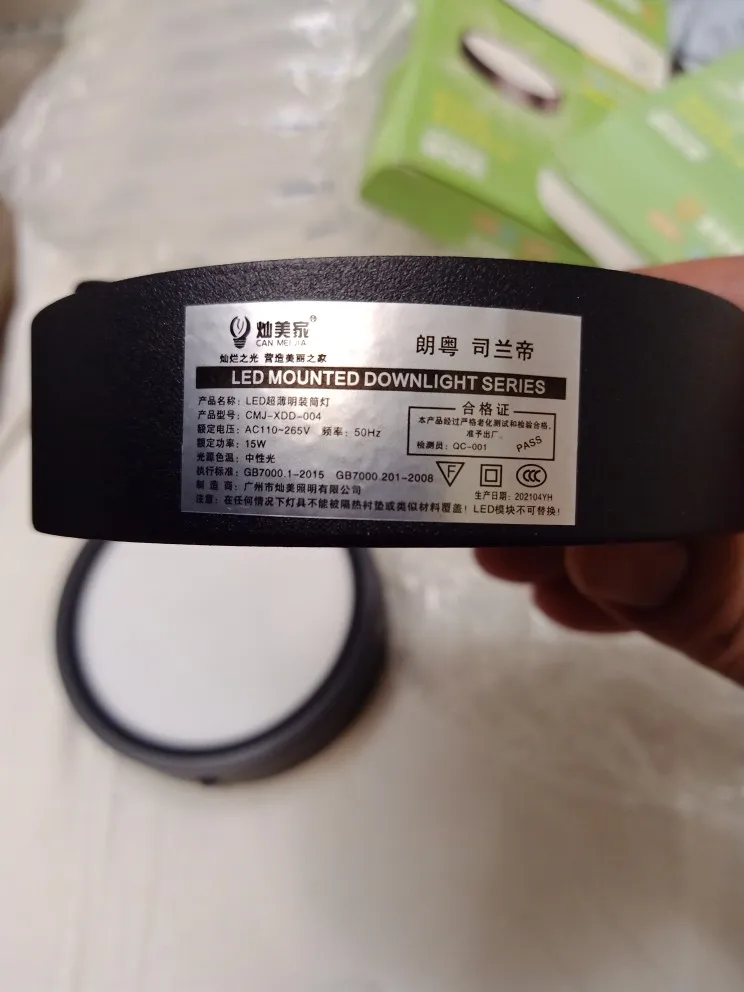 灿美家®
CAN MEIJIA
灿烂之光 营造美丽之家
朗粤 司兰帝
LED MOUNTED DOWNLIGHT SERIES
产品名称：LED超薄明装筒灯
产品型号：CMJ-XDD-004
额定电压：AC110~265V 频率：50Hz
额定功率：15W
光源色温：中性光
执行标准：GB7000.1-2015 GB7000.201-2008
制 造 商：广州市灿美照明有限公司
合格证
本产品经过严格老化测试和检验合格，
准予出厂。
检测员：QC-001
PASS
F
CCC
生产日期：202104YH
注意：在任何情况下灯具不能被隔热衬垫或类似材料覆盖！LED模块不可替换！